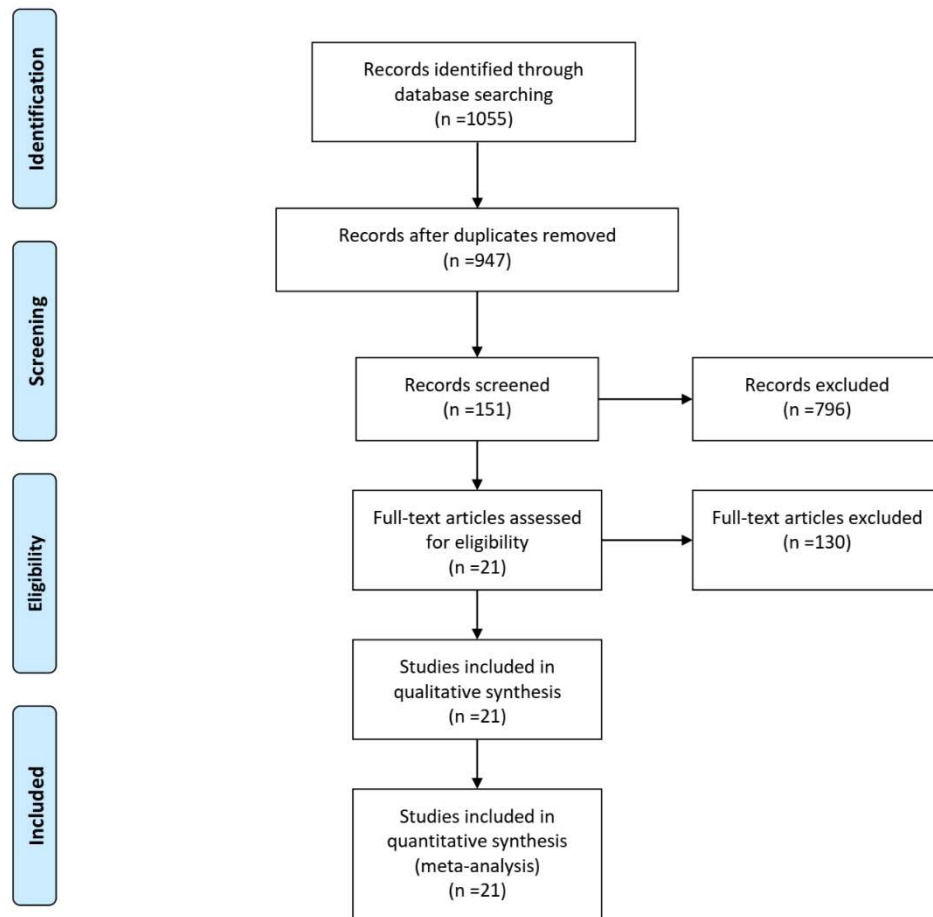 Identification
Records identified through
database searching
(n =1055)
Records after duplicates removed
(n =947)
Screening
Records screened
(n =151)
Records excluded
(n =796)
Eligibility
Full-text articles assessed
for eligibility
(n =21)
Full-text articles excluded
(n =130)
Studies included in
qualitative synthesis
(n =21)
Included
Studies included in
quantitative synthesis
(meta-analysis)
(n =21)